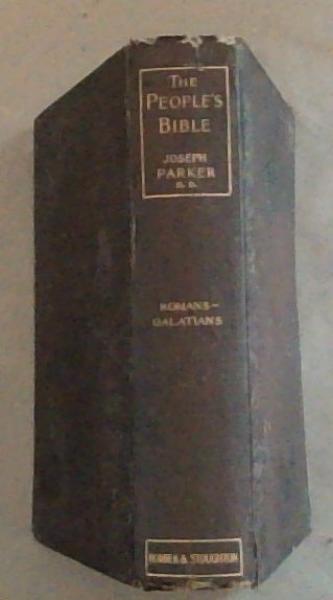 THE
PEOPLE'S
BIBLE
JOSEPH
PARKER
D. D.
ROMANS–
GALATIANS
HODDER & STOUGHTON